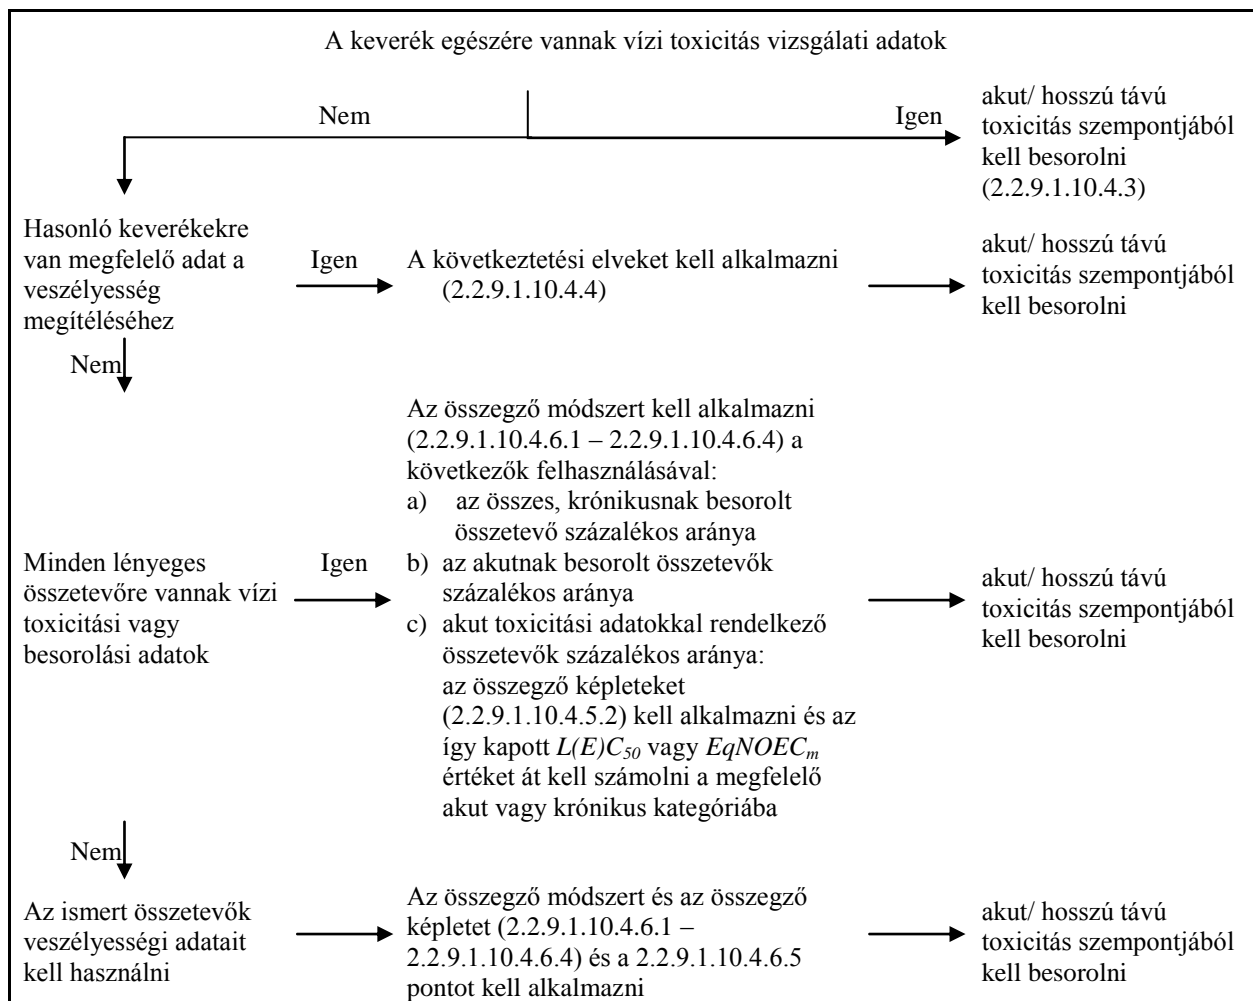 A keverék egészére vannak vízi toxicitás vizsgálati adatok
Nem
Igen
akut/ hosszú távú
toxicitás szempontjából
kell besorolni
(2.2.9.1.10.4.3)
Hasonló keverékekre
van megfelelő adat a
veszélyesség
megítéléséhez
Igen
A következtetési elveket kell alkalmazni
(2.2.9.1.10.4.4)
akut/ hosszú távú
toxicitás szempontjából
kell besorolni
Nem
Minden lényeges
összetevőre vannak vízi
toxicitási vagy
besorolási adatok
Igen
Az összegző módszert kell alkalmazni
(2.2.9.1.10.4.6.1 – 2.2.9.1.10.4.6.4) a
következők felhasználásával:
a) az összes, krónikusnak besorolt
összetevő százalékos aránya
b) az akutnak besorolt összetevők
százalékos aránya
c) akut toxicitási adatokkal rendelkező
összetevők százalékos aránya:
az összegző képleteket
(2.2.9.1.10.4.5.2) kell alkalmazni és az
így kapott L(E)C50 vagy EqNOECm
értéket át kell számolni a megfelelő
akut vagy krónikus kategóriába
akut/ hosszú távú
toxicitás szempontjából
kell besorolni
Nem
Az ismert összetevők
veszélyességi adatait
kell használni
Az összegző módszert és az összegző
képletet (2.2.9.1.10.4.6.1 –
2.2.9.1.10.4.6.4) és a 2.2.9.1.10.4.6.5
pontot kell alkalmazni
akut/ hosszú távú
toxicitás szempontjából
kell besorolni